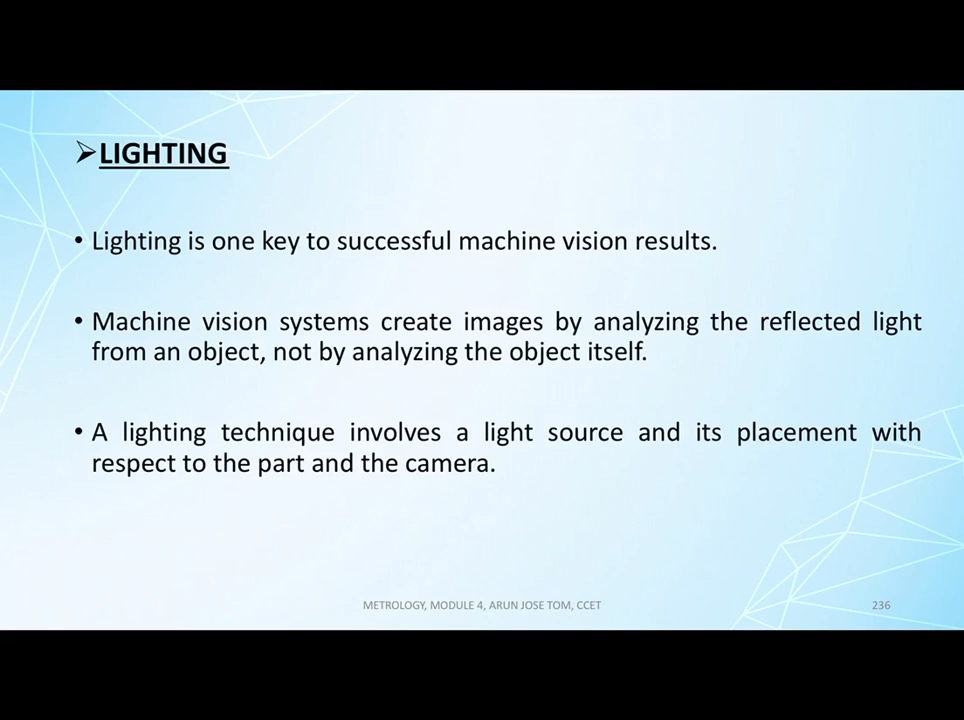 ➢LIGHTING
• Lighting is one key to successful machine vision results.
• Machine vision systems create images by analyzing the reflected light
from an object, not by analyzing the object itself.
• A lighting technique involves a light source and its placement with
respect to the part and the camera.
METROLOGY, MODULE 4, ARUN JOSE TOM, CCET
236